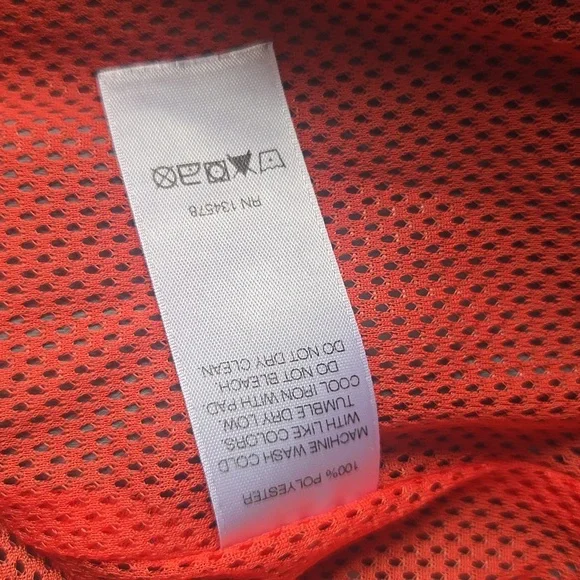 100% POLYESTER
MACHINE WASH COLD
WITH LIKE COLORS.
TUMBLE DRY LOW.
COOL IRON WITH PAD.
DO NOT BLEACH.
DO NOT DRY CLEAN.
RN 134578